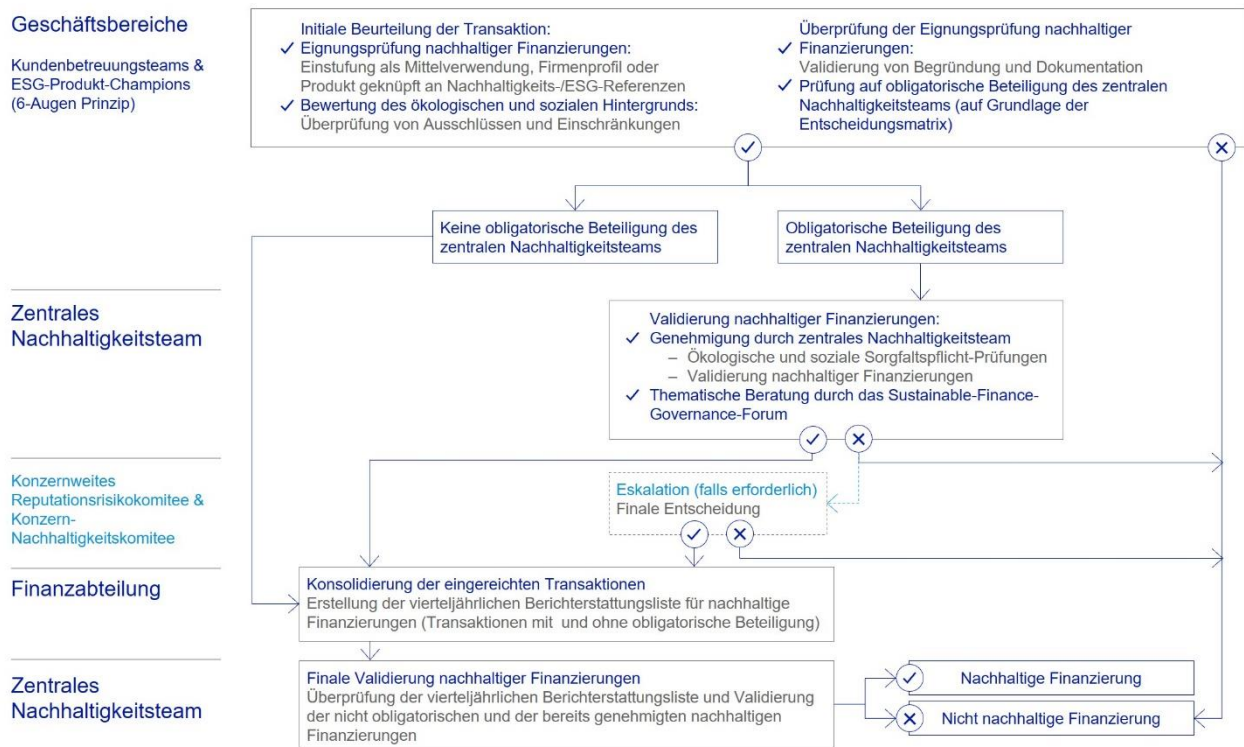 Geschäftsbereiche
Kundenbetreuungsteams &
ESG-Produkt-Champions
(6-Augen Prinzip)
Initiale Beurteilung der Transaktion:
Eignungsprüfung nachhaltiger Finanzierungen:
Einstufung als Mittelverwendung, Firmenprofil oder
Produkt geknüpft an Nachhaltigkeits-/ESG-Referenzen
Bewertung des ökologischen und sozialen Hintergrunds:
Überprüfung von Ausschlüssen und Einschränkungen
Überprüfung der Eignungsprüfung nachhaltiger
Finanzierungen:
Validierung von Begründung und Dokumentation
Prüfung auf obligatorische Beteiligung des zentralen
Nachhaltigkeitsteams (auf Grundlage der
Entscheidungsmatrix)
Keine obligatorische Beteiligung des
zentralen Nachhaltigkeitsteams
Obligatorische Beteiligung des
zentralen Nachhaltigkeitsteams
Zentrales
Nachhaltigkeitsteam
Validierung nachhaltiger Finanzierungen:
Genehmigung durch zentrales Nachhaltigkeitsteam
– Ökologische und soziale Sorgfaltspflicht-Prüfungen
– Validierung nachhaltiger Finanzierungen
Thematische Beratung durch das Sustainable-Finance-
Governance-Forum
Konzernweites
Reputationsrisikokomitee &
Konzern-
Nachhaltigkeitskomitee
Eskalation (falls erforderlich)
Finale Entscheidung
Finanzabteilung
Konsolidierung der eingereichten Transaktionen
Erstellung der vierteljährlichen Berichterstattungsliste für nachhaltige
Finanzierungen (Transaktionen mit und ohne obligatorische Beteiligung)
Zentrales
Nachhaltigkeitsteam
Finale Validierung nachhaltiger Finanzierungen
Überprüfung der vierteljährlichen Berichterstattungsliste und Validierung
der nicht obligatorischen und der bereits genehmigten nachhaltigen
Finanzierungen
Nachhaltige Finanzierung
Nicht nachhaltige Finanzierung